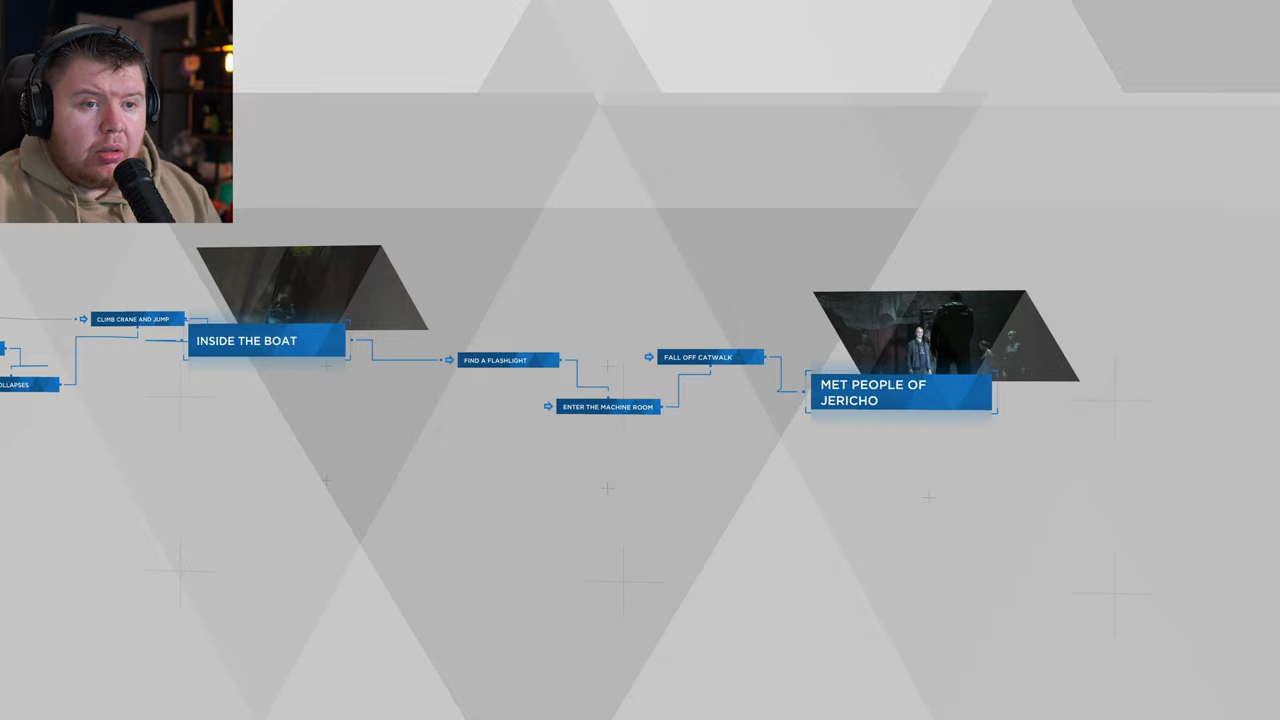 CLIMB CRANE AND JUMP
INSIDE THE BOAT
OLLAPSES
FIND A FLASHLIGHT
ENTER THE MACHINE ROOM
FALL OFF CATWALK
MET PEOPLE OF
JERICHO